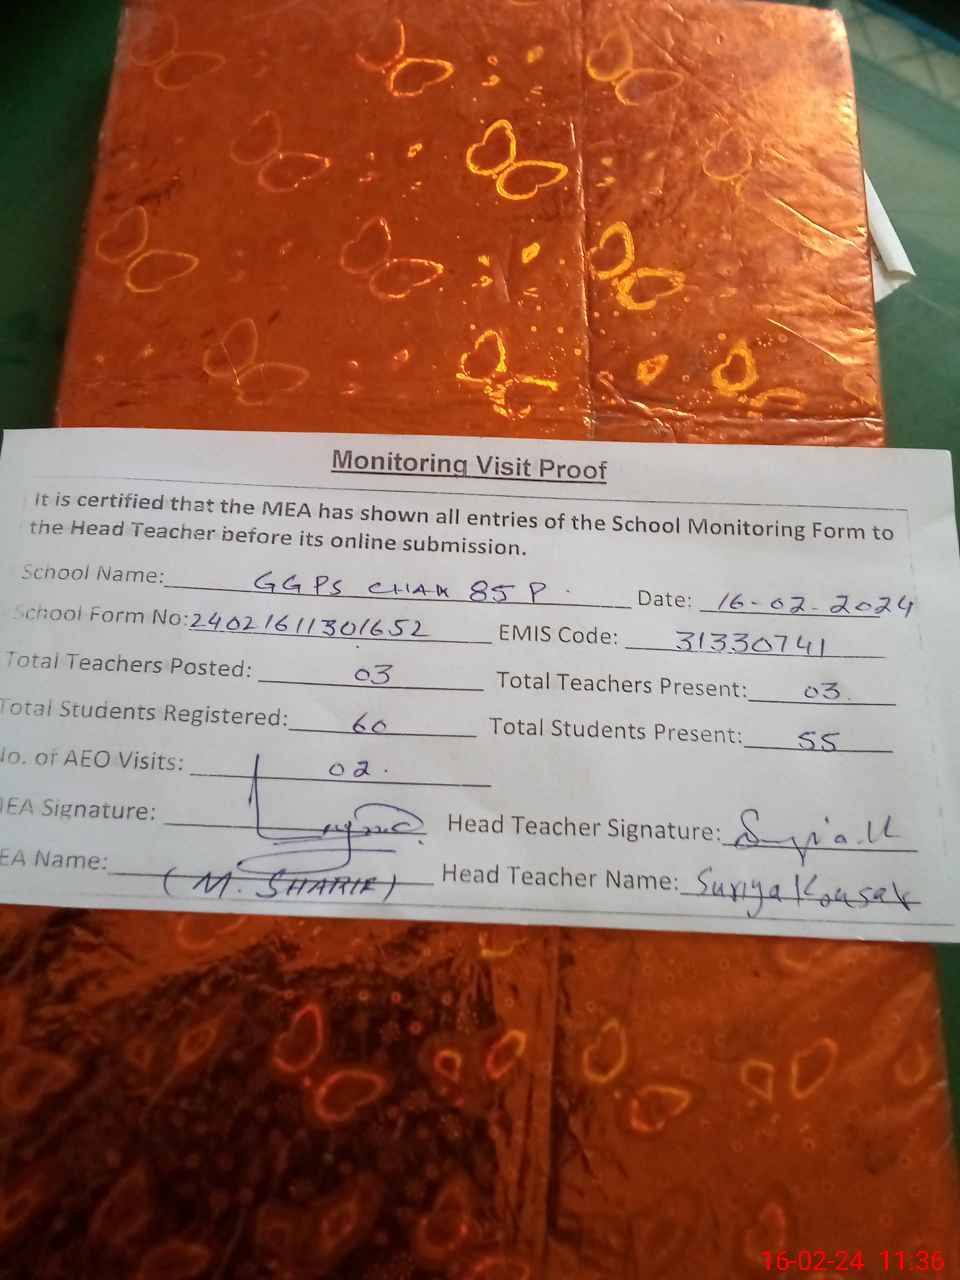 Monitoring Visit Proof
It is certified that the MEA has shown all entries of the School Monitoring Form to
the Head Teacher before its online submission.
School Name: GGPS CHAK 85 P Date: 16-02-2024
School Form No: 24021611301652 EMIS Code: 31330741
Total Teachers Posted: 03 Total Teachers Present: 03
Total Students Registered: 60 Total Students Present: 55
No. of AEO Visits: 02
MEA Signature: Head Teacher Signature:
EA Name: (M. SHARIF) Head Teacher Name: Suriya Kousar
16-02-24 11:36